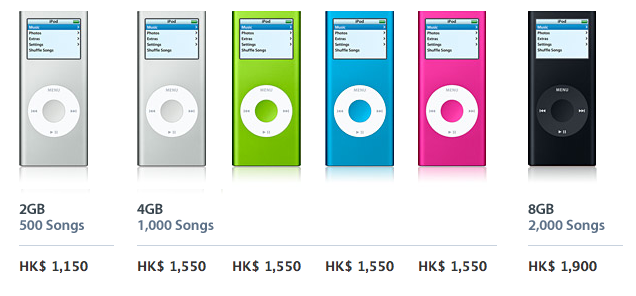 iPod
Music
Photos
Extras
Settings
Shuffle Songs
MENU
iPod
Music
Photos
Extras
Settings
Shuffle Songs
MENU
iPod
Music
Photos
Extras
Settings
Shuffle Songs
MENU
iPod
Music
Photos
Extras
Settings
Shuffle Songs
MENU
iPod
Music
Photos
Extras
Settings
Shuffle Songs
MENU
iPod
Music
Photos
Extras
Settings
Shuffle Songs
MENU
2GB
500 Songs
HK$ 1,150
4GB
1,000 Songs
HK$ 1,550
HK$ 1,550
HK$ 1,550
HK$ 1,550
8GB
2,000 Songs
HK$ 1,900